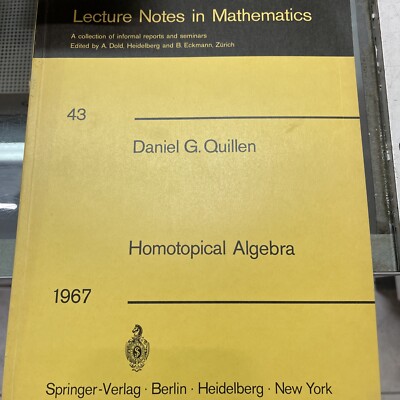 Lecture Notes in Mathematics
A collection of informal reports and seminars
Edited by A. Dold, Heidelberg and B. Eckmann, Zürich
43
Daniel G. Quillen
Homotopical Algebra
1967
Springer-Verlag · Berlin · Heidelberg · New York